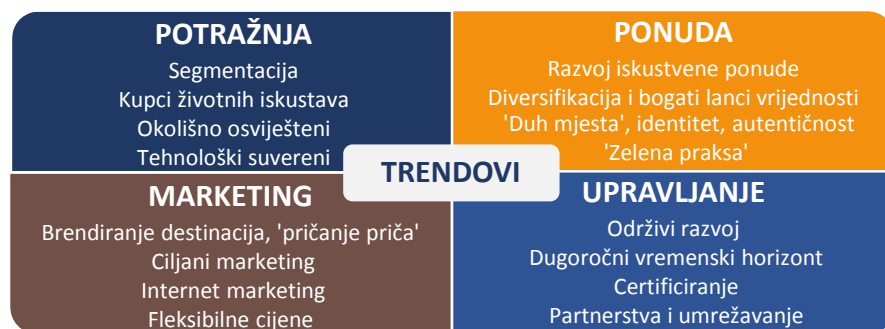 POTRAŽNJA
Segmentacija
Kupci životnih iskustava
Okolišno osviješteni
Tehnološki suvereni
PONUDA
Razvoj iskustvene ponude
Diversifikacija i bogati lanci vrijednosti
'Duh mjesta', identitet, autentičnost
'Zelena praksa'
TRENDOVI
MARKETING
Brendiranje destinacija, 'pričanje priča'
Ciljani marketing
Internet marketing
Fleksibilne cijene
UPRAVLJANJE
Održivi razvoj
Dugoročni vremenski horizont
Certificiranje
Partnerstva i umrežavanje